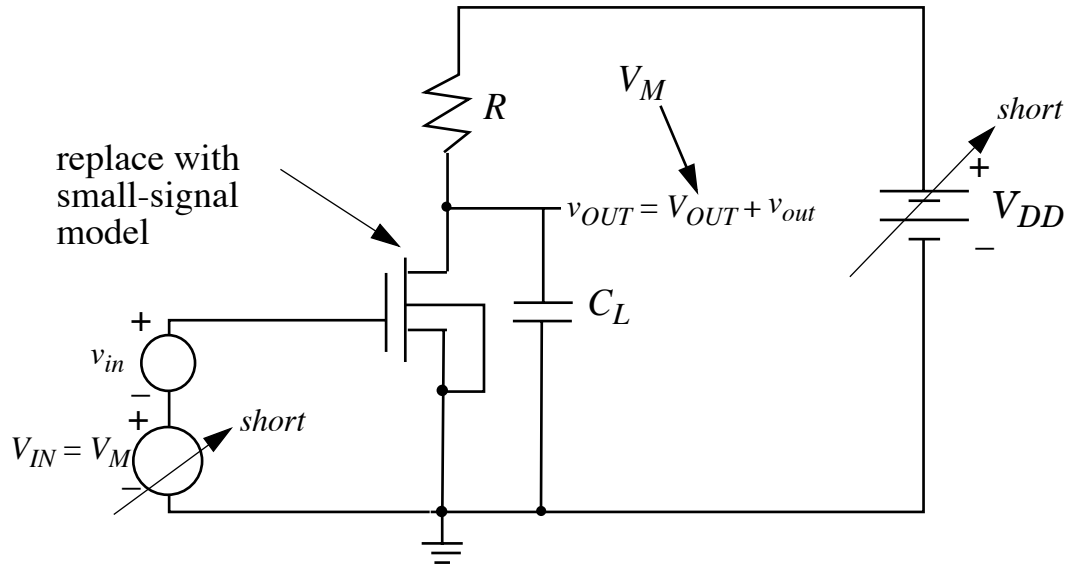 R
V_M
short
+
V_DD
−
replace with
small-signal
model
v_OUT = V_OUT + v_out
C_L
+
v_in
−
+
short
V_IN = V_M
−